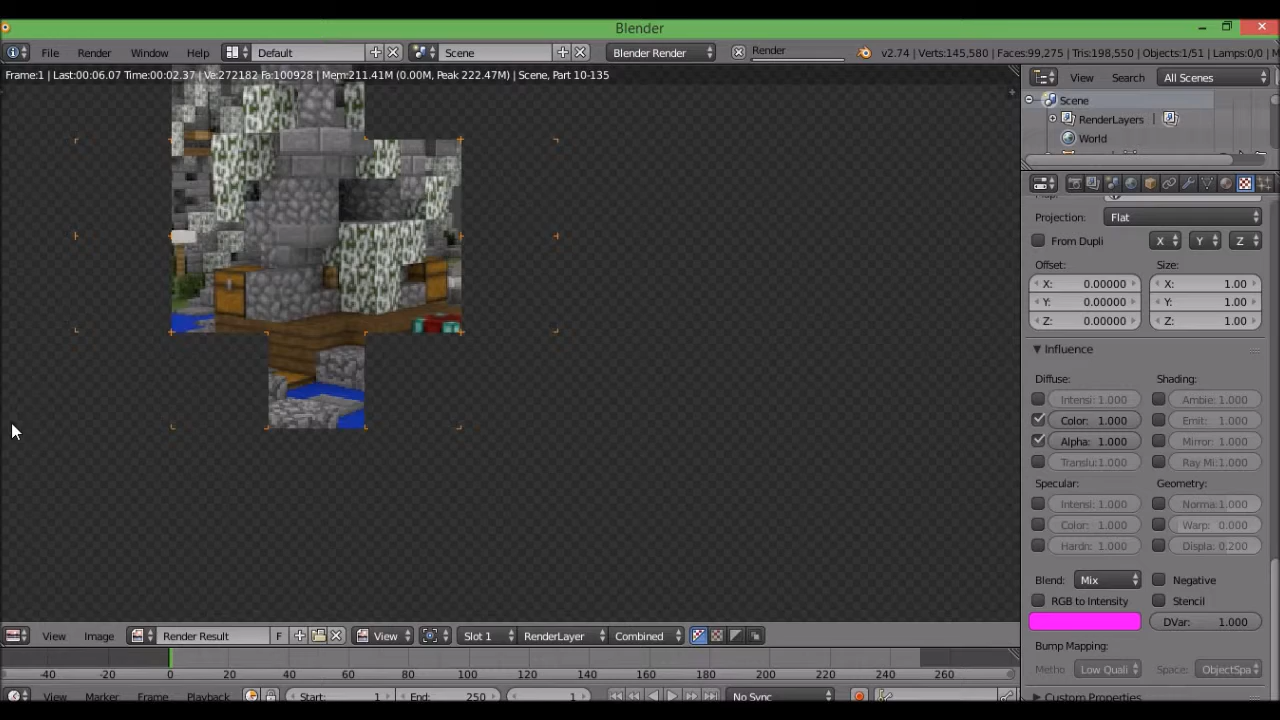 Blender
File Render Window Help Default Scene Blender Render Render v2.74 | Verts:145,580 | Faces:99,275 | Tris:198,550 | Objects:1/51 | Lamps:0/0 | M
Frame:1 | Last:00:06.07 Time:00:02.37 | Ve:272182 Fa:100928 | Mem:211.41M (0.00M, Peak 222.47M) | Scene, Part 10-135
View Search All Scenes
Scene
RenderLayers |
World
Projection: Flat
From Dupli X Y Z
Offset: Size:
X: 0.00000 X: 1.00
Y: 0.00000 Y: 1.00
Z: 0.00000 Z: 1.00
Influence
Diffuse: Shading:
Intensi: 1.000 Ambie: 1.000
Color: 1.000 Emit: 1.000
Alpha: 1.000 Mirror: 1.000
Translu: 1.000 Ray Mi: 1.000
Specular: Geometry:
Intensi: 1.000 Norma: 1.000
Color: 1.000 Warp: 0.000
Hardn: 1.000 Displa: 0.200
Blend: Mix Negative
RGB to Intensity Stencil
DVar: 1.000
Bump Mapping:
Metho Low Quali Space: ObjectSpa
Custom Properties
View Image Render Result F View Slot 1 RenderLayer Combined
-40 -20 0 20 40 60 80 100 120 140 160 180 200 220 240 260
View Marker Frame Playback Start: 1 End: 250 1 No Sync